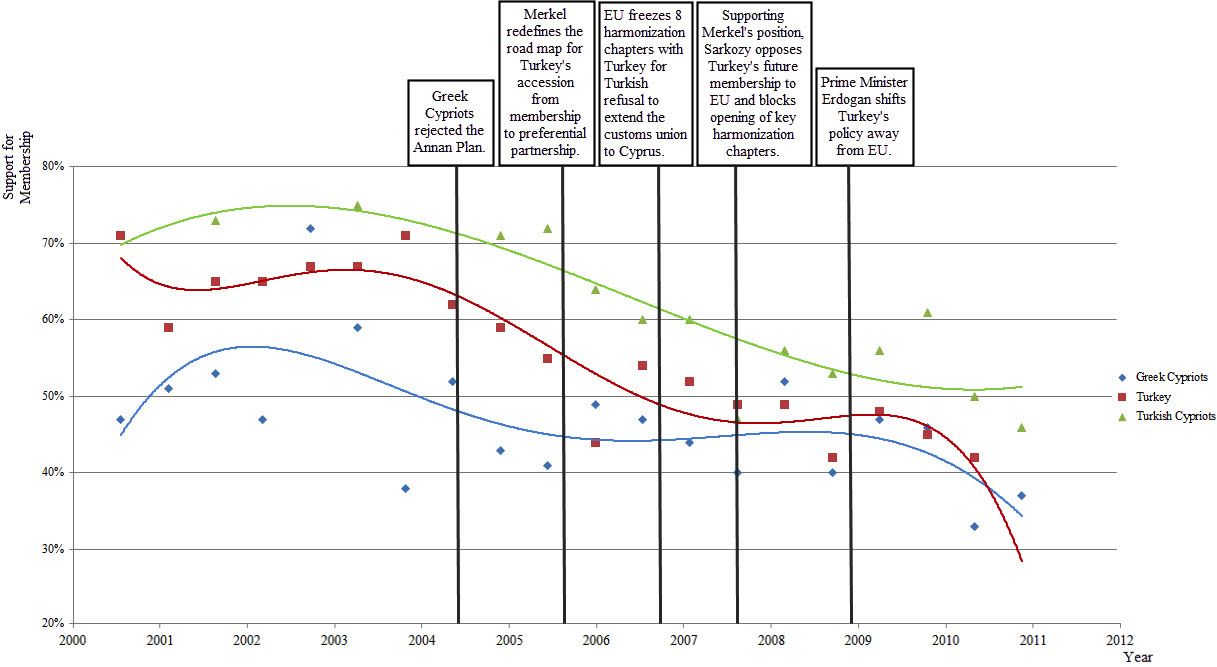 Greek
Cypriots
rejected the
Annan Plan.
Merkel
redefines the
road map for
Turkey's
accession
from
membership
to preferential
partnership.
EU freezes 8
harmonization
chapters with
Turkey for
Turkish
refusal to
extend the
customs union
to Cyprus.
Supporting
Merkel's position,
Sarkozy opposes
Turkey's future
membership to
EU and blocks
opening of key
harmonization
chapters.
Prime Minister
Erdogan shifts
Turkey's
policy away
from EU.
Support for
Membership
80%
70%
60%
50%
40%
30%
20%
2000 2001 2002 2003 2004 2005 2006 2007 2008 2009 2010 2011 2012
Year
Greek Cypriots
Turkey
Turkish Cypriots